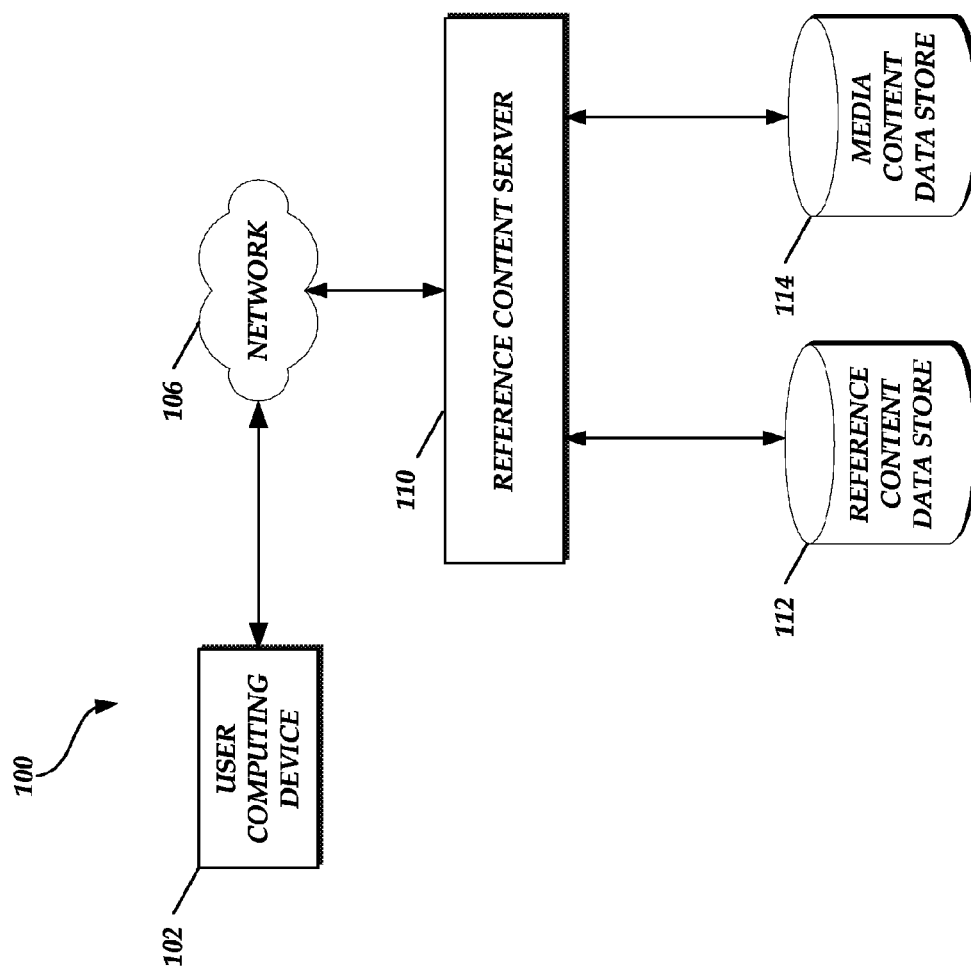 100
102
USER
COMPUTING
DEVICE
106
NETWORK
110
REFERENCE CONTENT SERVER
112
REFERENCE
CONTENT
DATA STORE
114
MEDIA
CONTENT
DATA STORE